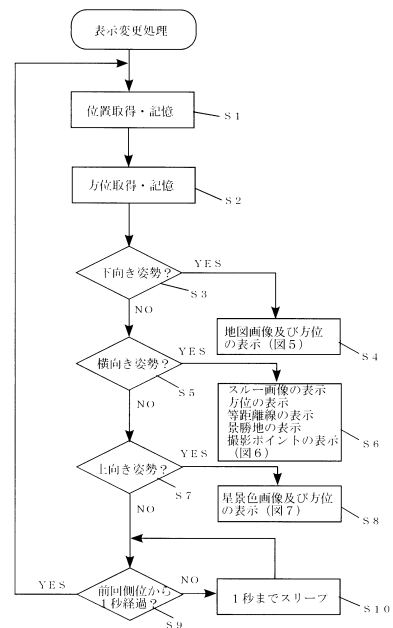 表示変更処理
位置取得・記憶
S1
方位取得・記憶
S2
下向き姿勢？
YES
S3
NO
地図画像及び方位
の表示（図５）
S4
横向き姿勢？
YES
S5
NO
スルー画像の表示
方位の表示
等距離線の表示
景勝地の表示
撮影ポイントの表示
（図６）
S6
上向き姿勢？
YES
S7
NO
星景色画像及び方位
の表示（図７）
S8
YES
前回側位から
１秒経過？
NO
S9
１秒までスリープ
S10